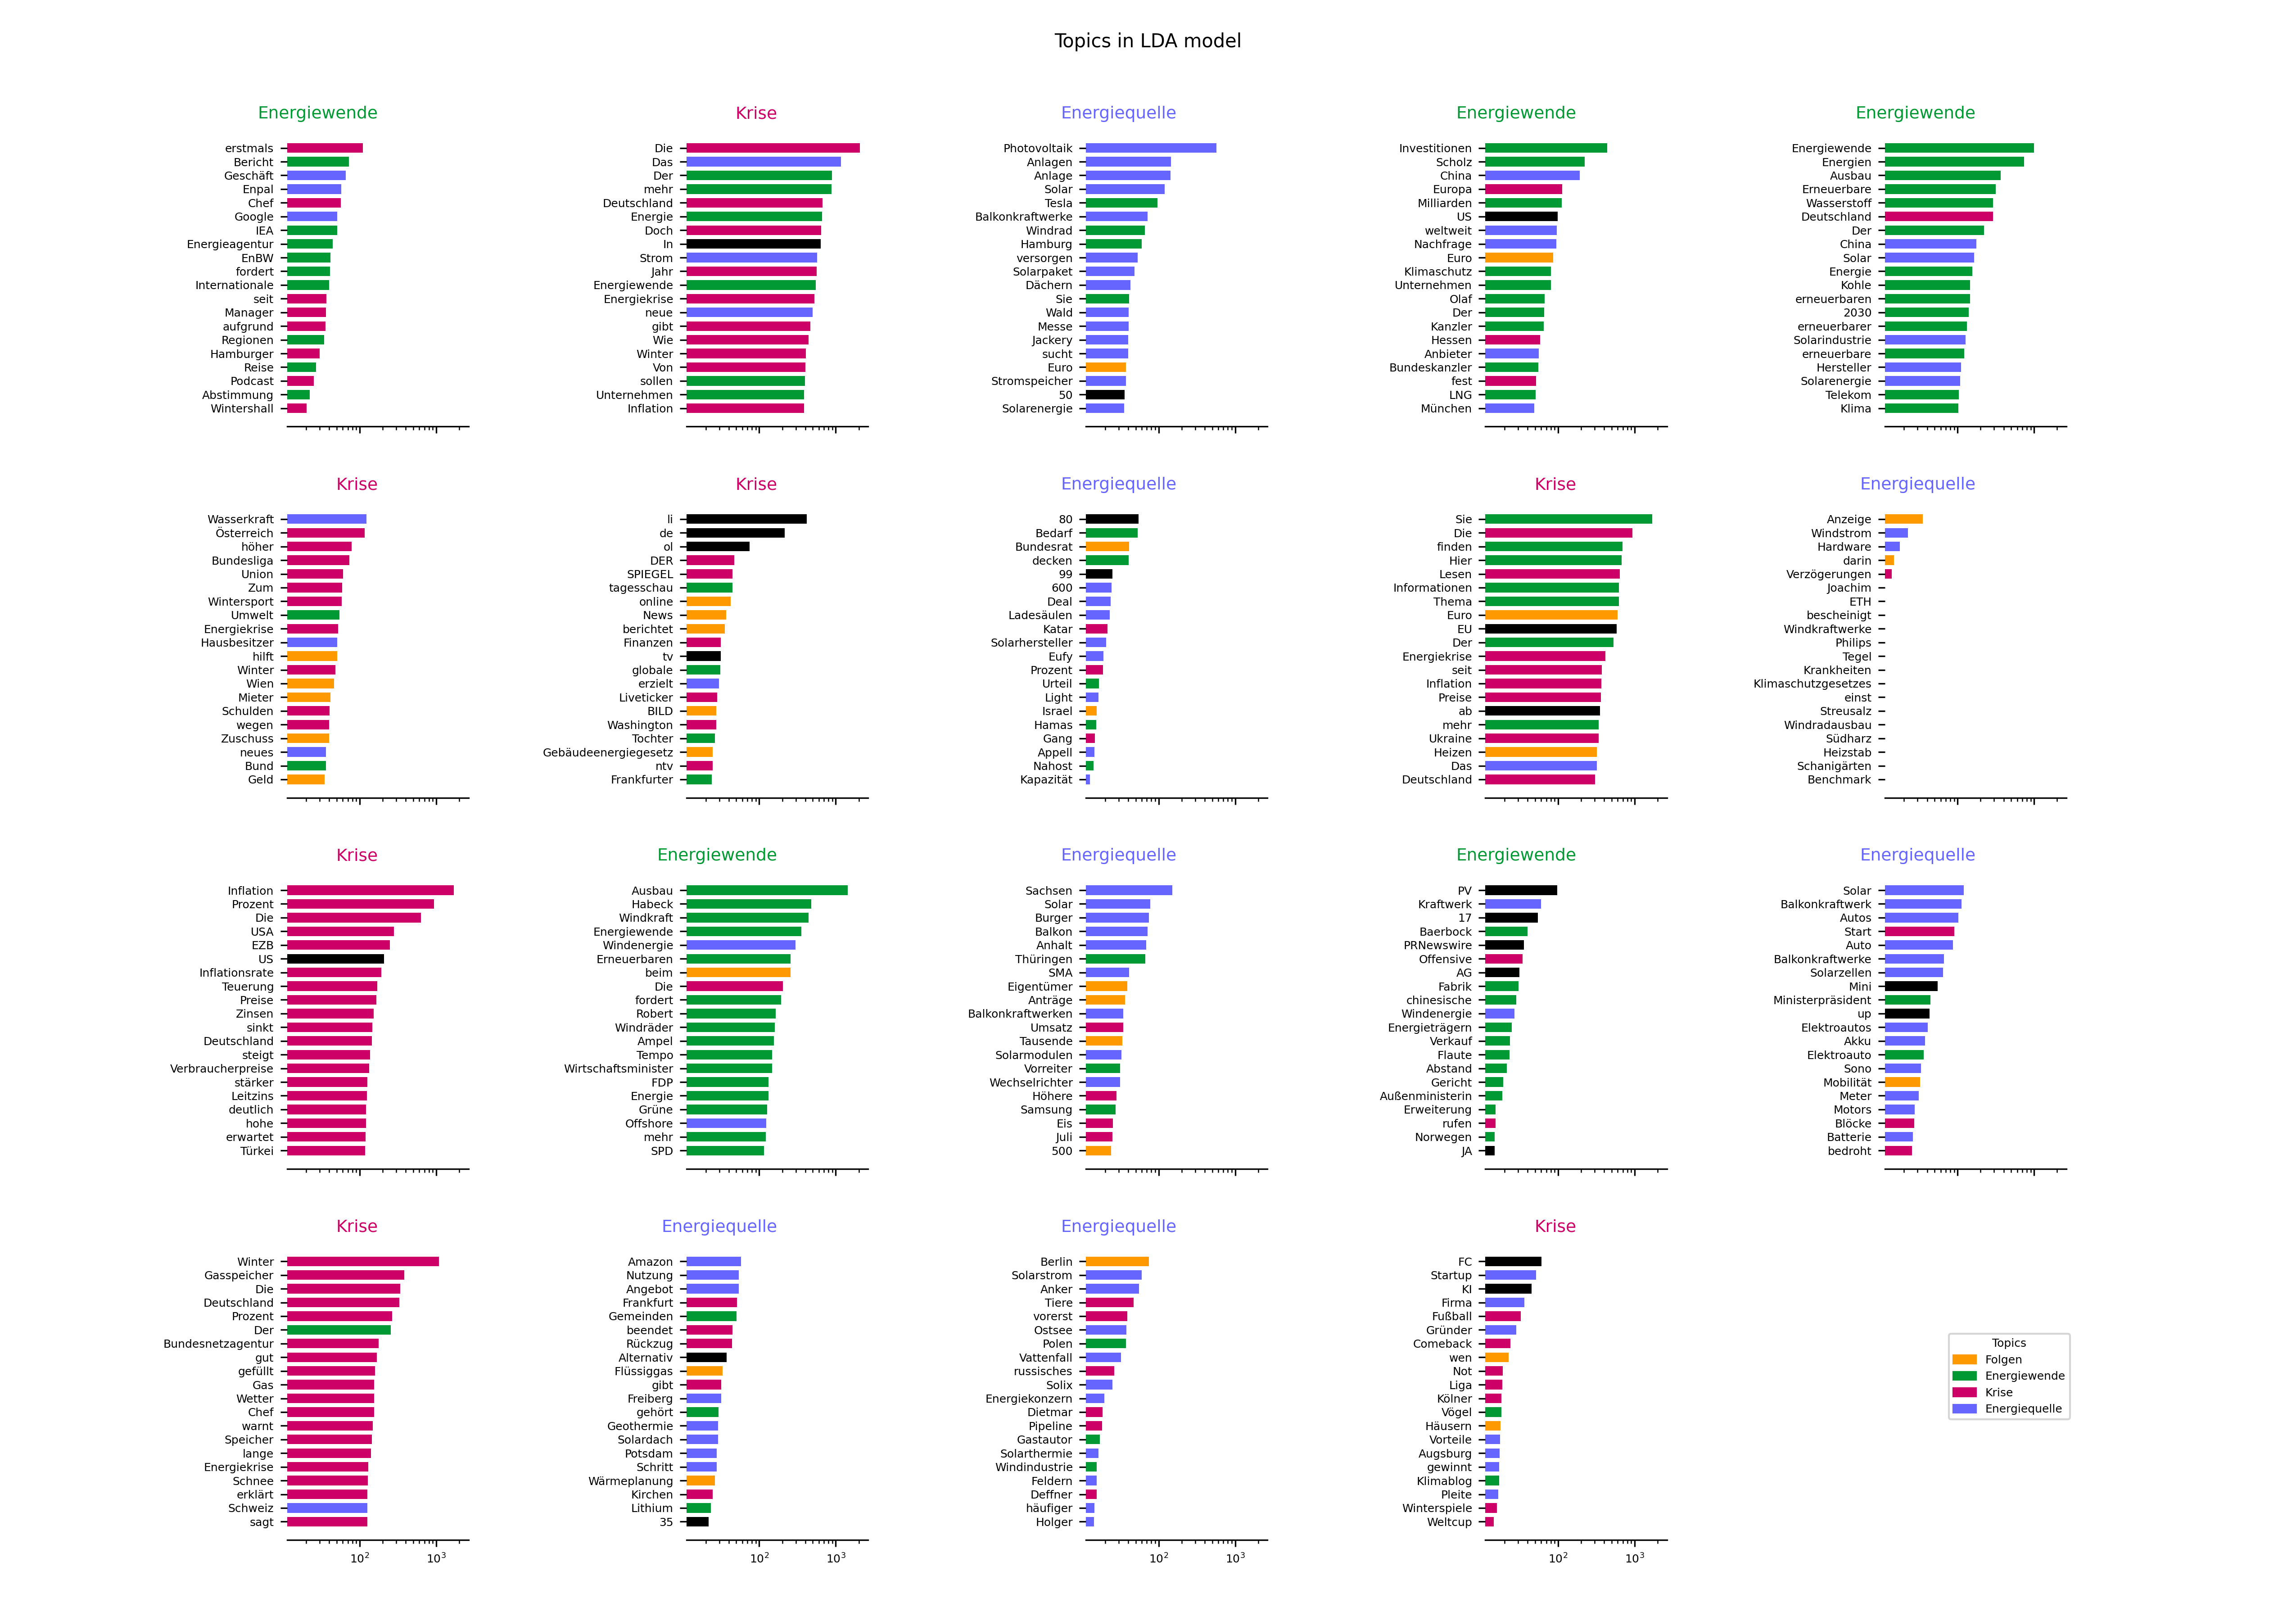 Topics in LDA model
Energiewende
erstmals
Bericht
Geschäft
Enpal
Chef
Google
IEA
Energieagentur
EnBW
fordert
Internationale
seit
Manager
aufgrund
Regionen
Hamburger
Reise
Podcast
Abstimmung
Wintershall
Krise
Die
Das
Der
mehr
Deutschland
Energie
Doch
In
Strom
Jahr
Energiewende
Energiekrise
neue
gibt
Wie
Winter
Von
sollen
Unternehmen
Inflation
Energiequelle
Photovoltaik
Anlagen
Anlage
Solar
Tesla
Balkonkraftwerke
Windrad
Hamburg
versorgen
Solarpaket
Dächern
Sie
Wald
Messe
Jackery
sucht
Euro
Stromspeicher
50
Solarenergie
Energiewende
Investitionen
Scholz
China
Europa
Milliarden
US
weltweit
Nachfrage
Euro
Klimaschutz
Unternehmen
Olaf
Der
Kanzler
Hessen
Anbieter
Bundeskanzler
fest
LNG
München
Energiewende
Energiewende
Energien
Ausbau
Erneuerbare
Wasserstoff
Deutschland
Der
China
Solar
Energie
Kohle
erneuerbaren
2030
erneuerbarer
Solarindustrie
erneuerbare
Hersteller
Solarenergie
Telekom
Klima
Krise
Wasserkraft
Österreich
höher
Bundesliga
Union
Zum
Wintersport
Umwelt
Energiekrise
Hausbesitzer
hilft
Winter
Wien
Mieter
Schulden
wegen
Zuschuss
neues
Bund
Geld
Krise
li
de
ol
DER
SPIEGEL
tagesschau
online
News
berichtet
Finanzen
tv
globale
erzielt
Liveticker
BILD
Washington
Tochter
Gebäudeenergiegesetz
ntv
Frankfurter
Energiequelle
80
Bedarf
Bundesrat
decken
99
600
Deal
Ladesäulen
Katar
Solarhersteller
Eufy
Prozent
Urteil
Light
Israel
Hamas
Gang
Appell
Nahost
Kapazität
Krise
Sie
Die
finden
Hier
Lesen
Informationen
Thema
Euro
EU
Der
Energiekrise
seit
Inflation
Preise
ab
mehr
Ukraine
Heizen
Das
Deutschland
Energiequelle
Anzeige
Windstrom
Hardware
darin
Verzögerungen
Joachim
ETH
bescheinigt
Windkraftwerke
Philips
Tegel
Krankheiten
Klimaschutzgesetzes
einst
Streusalz
Windradausbau
Südharz
Heizstab
Schanigärten
Benchmark
Krise
Inflation
Prozent
Die
USA
EZB
US
Inflationsrate
Teuerung
Preise
Zinsen
sinkt
Deutschland
steigt
Verbraucherpreise
stärker
Leitzins
deutlich
hohe
erwartet
Türkei
Energiewende
Ausbau
Habeck
Windkraft
Energiewende
Windenergie
Erneuerbaren
beim
Die
fordert
Robert
Windräder
Ampel
Tempo
Wirtschaftsminister
FDP
Energie
Grüne
Offshore
mehr
SPD
Energiequelle
Sachsen
Solar
Burger
Balkon
Anhalt
Thüringen
SMA
Eigentümer
Anträge
Balkonkraftwerken
Umsatz
Tausende
Solarmodulen
Vorreiter
Wechselrichter
Höhere
Samsung
Eis
Juli
500
Energiewende
PV
Kraftwerk
17
Baerbock
PRNewswire
Offensive
AG
Fabrik
chinesische
Windenergie
Energieträgern
Verkauf
Flaute
Abstand
Gericht
Außenministerin
Erweiterung
rufen
Norwegen
JA
Energiequelle
Solar
Balkonkraftwerk
Autos
Start
Auto
Balkonkraftwerke
Solarzellen
Mini
Ministerpräsident
up
Elektroautos
Akku
Elektroauto
Sono
Mobilität
Meter
Motors
Blöcke
Batterie
bedroht
Krise
Winter
Gasspeicher
Die
Deutschland
Prozent
Der
Bundesnetzagentur
gut
gefüllt
Gas
Wetter
Chef
warnt
Speicher
lange
Energiekrise
Schnee
erklärt
Schweiz
sagt
10² 10³
Energiequelle
Amazon
Nutzung
Angebot
Frankfurt
Gemeinden
beendet
Rückzug
Alternativ
Flüssiggas
gibt
Freiberg
gehört
Geothermie
Solardach
Potsdam
Schritt
Wärmeplanung
Kirchen
Lithium
35
10² 10³
Energiequelle
Berlin
Solarstrom
Anker
Tiere
vorerst
Ostsee
Polen
Vattenfall
russisches
Solix
Energiekonzern
Dietmar
Pipeline
Gastautor
Solarthermie
Windindustrie
Feldern
Deffner
häufiger
Holger
10² 10³
Krise
FC
Startup
KI
Firma
Fußball
Gründer
Comeback
wen
Not
Liga
Kölner
Vögel
Häusern
Vorteile
Augsburg
gewinnt
Klimablog
Pleite
Winterspiele
Weltcup
10² 10³
Topics
Folgen
Energiewende
Krise
Energiequelle